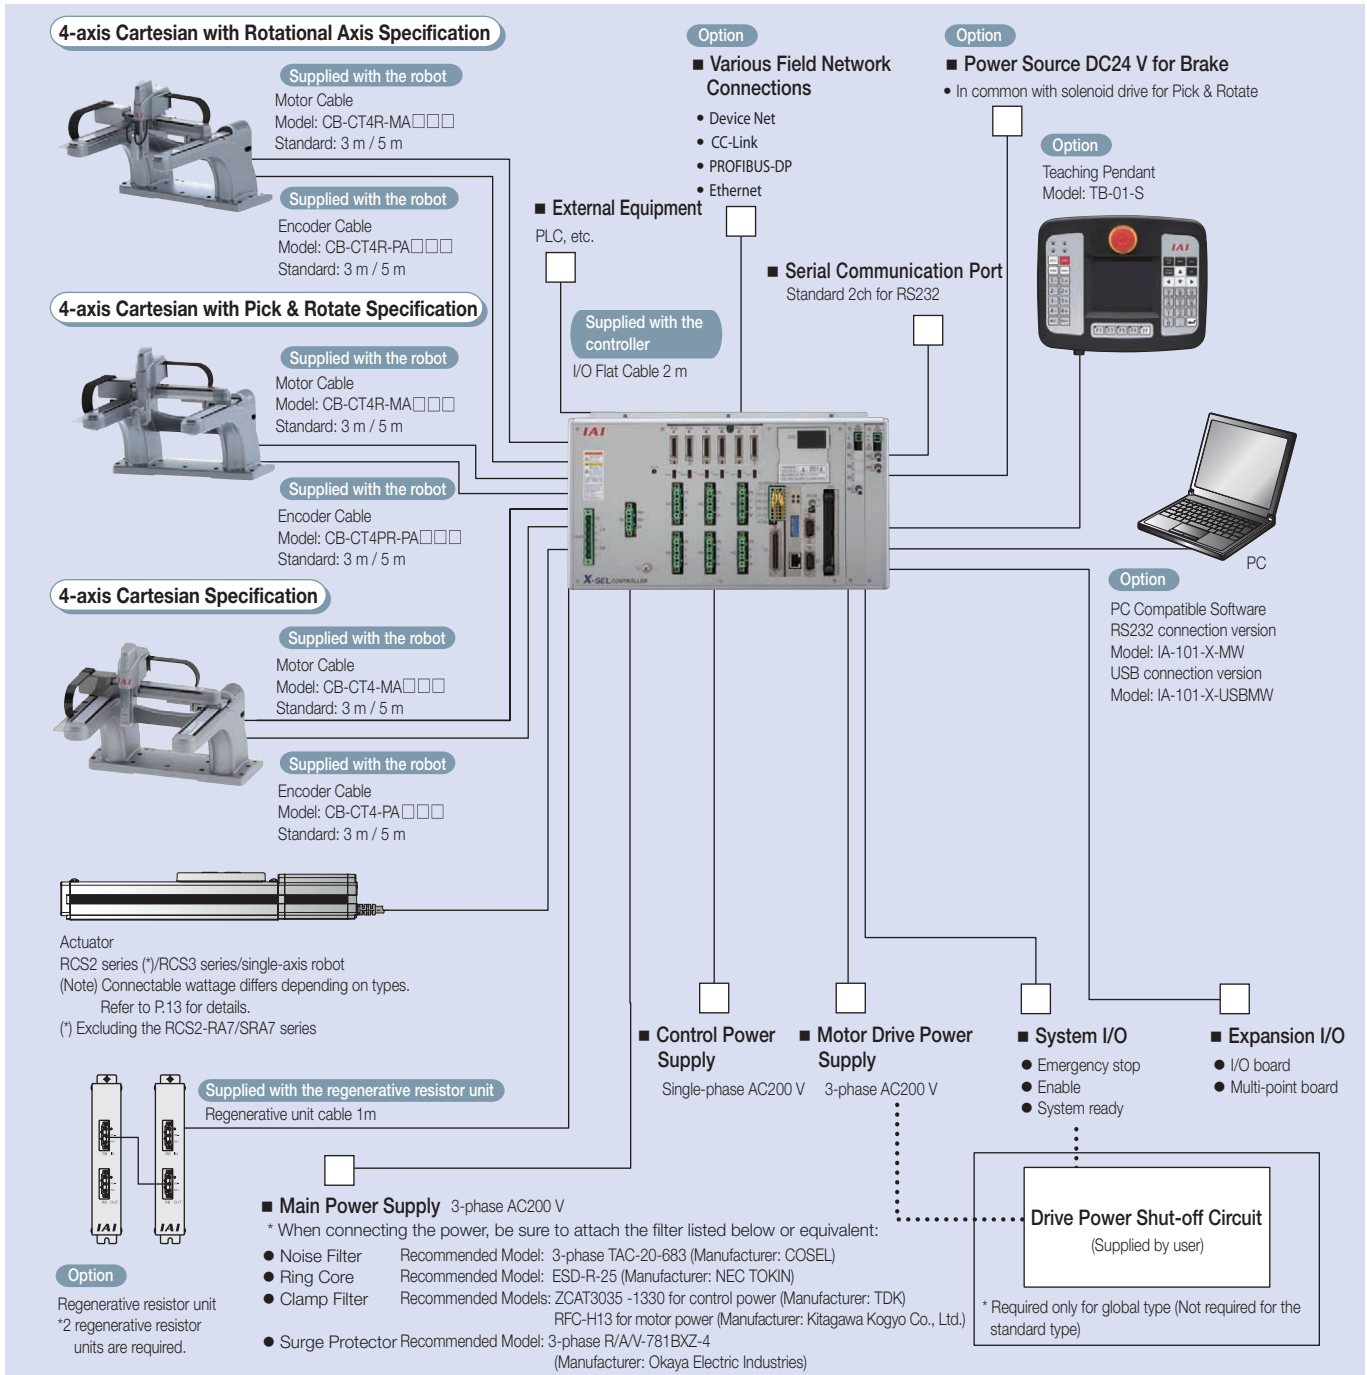 4-axis Cartesian with Rotational Axis Specification
Supplied with the robot
Motor Cable
Model: CB-CT4R-MA□□□
Standard: 3 m / 5 m
Supplied with the robot
Encoder Cable
Model: CB-CT4R-PA□□□
Standard: 3 m / 5 m
4-axis Cartesian with Pick & Rotate Specification
Supplied with the robot
Motor Cable
Model: CB-CT4R-MA□□□
Standard: 3 m / 5 m
Supplied with the robot
Encoder Cable
Model: CB-CT4PR-PA□□□
Standard: 3 m / 5 m
4-axis Cartesian Specification
Supplied with the robot
Motor Cable
Model: CB-CT4-MA□□□
Standard: 3 m / 5 m
IAI
Supplied with the robot
Encoder Cable
Model: CB-CT4-PA□□□
Standard: 3 m / 5 m
Actuator
RCS2 series (*)/RCS3 series/single-axis robot
(Note) Connectable wattage differs depending on types.
Refer to P.13 for details.
(*) Excluding the RCS2-RA7/SRA7 series
Option
■ Various Field Network
Connections
• Device Net
• CC-Link
• PROFIBUS-DP
• Ethernet
■ External Equipment
PLC, etc.
Supplied with the
controller
I/O Flat Cable 2 m
■ Serial Communication Port
Standard 2ch for RS232
Option
■ Power Source DC24 V for Brake
• In common with solenoid drive for Pick & Rotate
Option
Teaching Pendant
Model: TB-01-S
IAI
IAI
X-SEL CONTROLLER
PC
Option
PC Compatible Software
RS232 connection version
Model: IA-101-X-MW
USB connection version
Model: IA-101-X-USBMW
■ Control Power
Supply
Single-phase AC200 V
■ Motor Drive Power
Supply
3-phase AC200 V
■ System I/O
● Emergency stop
● Enable
● System ready
■ Expansion I/O
● I/O board
● Multi-point board
Supplied with the regenerative resistor unit
Regenerative unit cable 1m
RB IN
RB IN
RB OUT
RB OUT
IAI
IAI
Option
Regenerative resistor unit
*2 regenerative resistor
units are required.
■ Main Power Supply 3-phase AC200 V
* When connecting the power, be sure to attach the filter listed below or equivalent:
● Noise Filter Recommended Model: 3-phase TAC-20-683 (Manufacturer: COSEL)
● Ring Core Recommended Model: ESD-R-25 (Manufacturer: NEC TOKIN)
● Clamp Filter Recommended Models: ZCAT3035 -1330 for control power (Manufacturer: TDK)
RFC-H13 for motor power (Manufacturer: Kitagawa Kogyo Co., Ltd.)
● Surge Protector Recommended Model: 3-phase R/A/V-781BXZ-4
(Manufacturer: Okaya Electric Industries)
Drive Power Shut-off Circuit
(Supplied by user)
* Required only for global type (Not required for the
standard type)